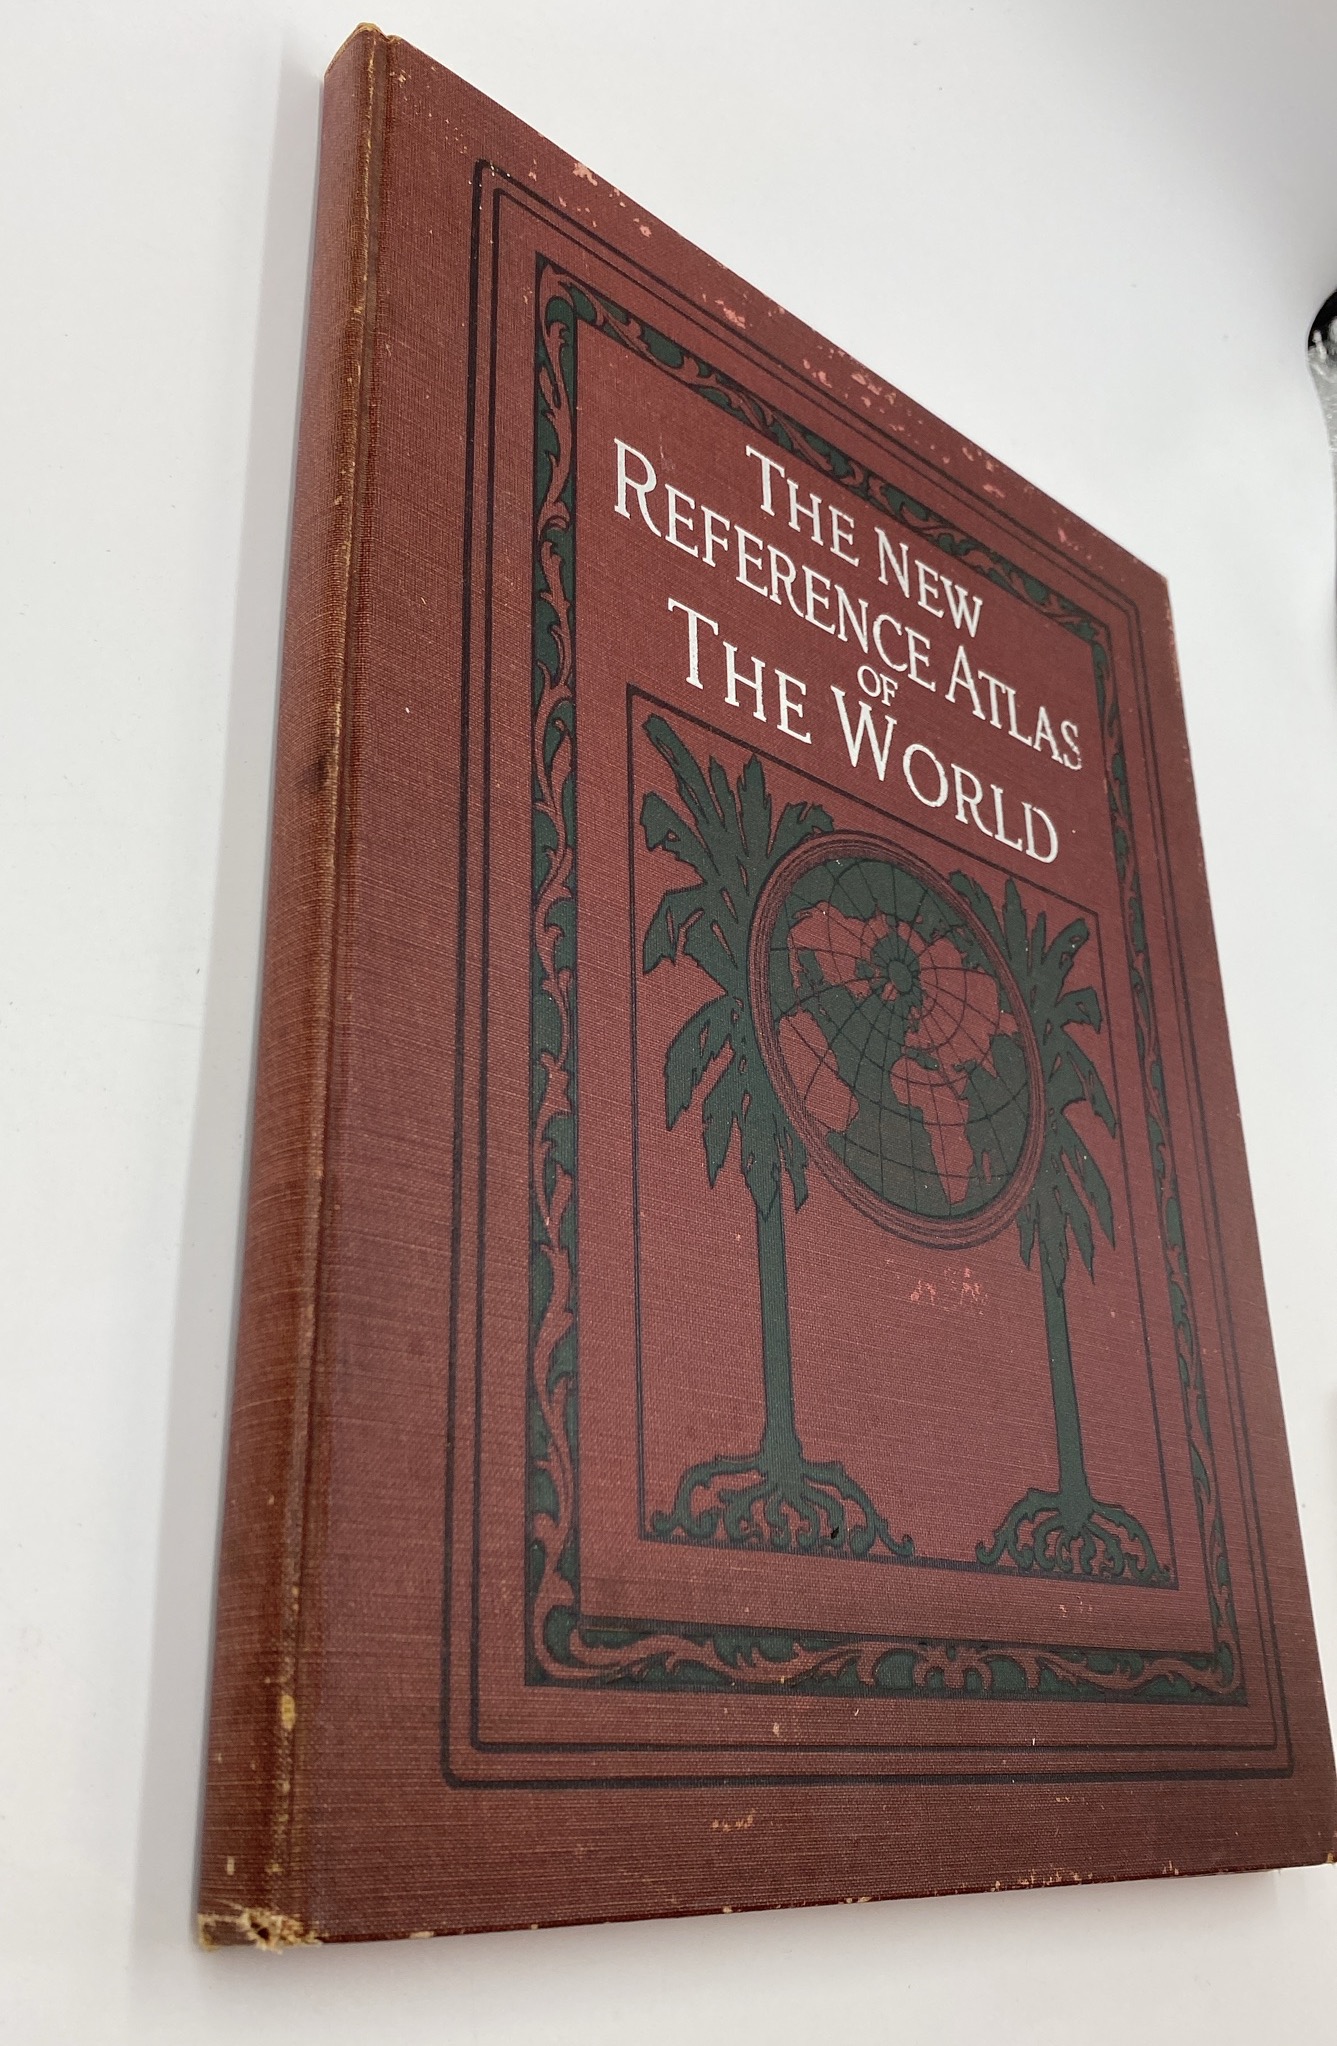 THE NEW
REFERENCE ATLAS
OF
THE WORLD